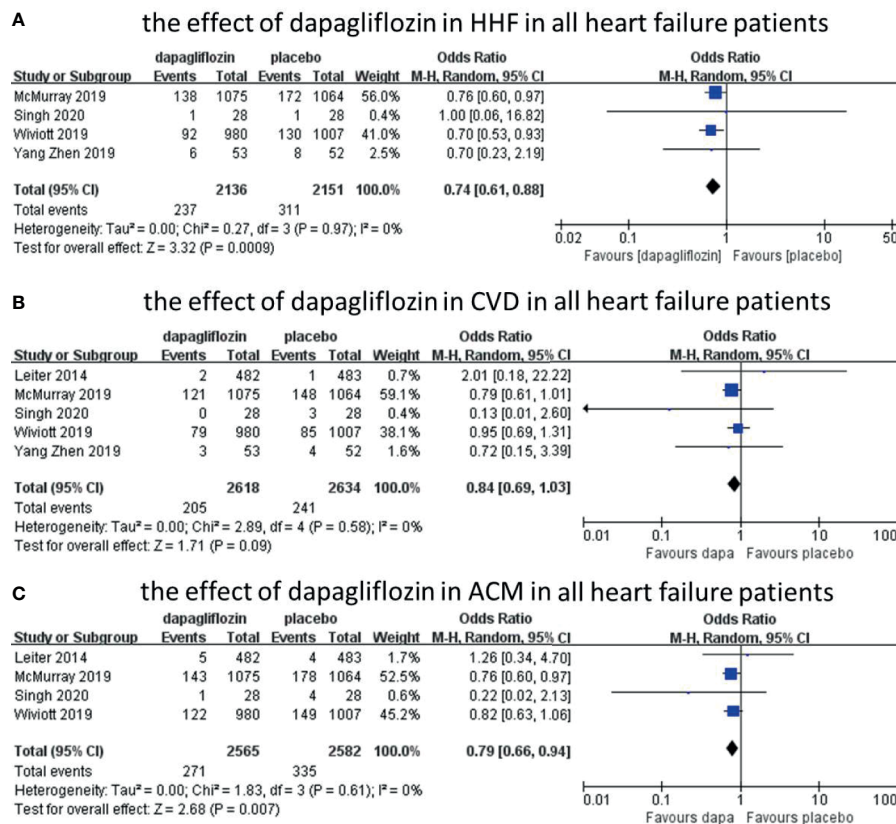 A the effect of dapagliflozin in HHF in all heart failure patients
dapagliflozin placebo Odds Ratio Odds Ratio
Study or Subgroup Events Total Events Total Weight M-H, Random, 95% CI M-H, Random, 95% CI
McMurray 2019 138 1075 172 1064 56.0% 0.76 [0.60, 0.97]
Singh 2020 1 28 1 28 0.4% 1.00 [0.06, 16.82]
Wiviott 2019 92 980 130 1007 41.0% 0.70 [0.53, 0.93]
Yang Zhen 2019 6 53 8 52 2.5% 0.70 [0.23, 2.19]
Total (95% CI) 2136 2151 100.0% 0.74 [0.61, 0.88]
Total events 237 311
Heterogeneity: Tau² = 0.00; Chi² = 0.27, df = 3 (P = 0.97); I² = 0%
Test for overall effect: Z = 3.32 (P = 0.0009)
0.02 0.1 1 10 50
Favours [dapagliflozin] Favours [placebo]
B the effect of dapagliflozin in CVD in all heart failure patients
dapagliflozin placebo Odds Ratio Odds Ratio
Study or Subgroup Events Total Events Total Weight M-H, Random, 95% CI M-H, Random, 95% CI
Leiter 2014 2 482 1 483 0.7% 2.01 [0.18, 22.22]
McMurray 2019 121 1075 148 1064 59.1% 0.79 [0.61, 1.01]
Singh 2020 0 28 3 28 0.4% 0.13 [0.01, 2.60]
Wiviott 2019 79 980 85 1007 38.1% 0.95 [0.69, 1.31]
Yang Zhen 2019 3 53 4 52 1.6% 0.72 [0.15, 3.39]
Total (95% CI) 2618 2634 100.0% 0.84 [0.69, 1.03]
Total events 205 241
Heterogeneity: Tau² = 0.00; Chi² = 2.89, df = 4 (P = 0.58); I² = 0%
Test for overall effect: Z = 1.71 (P = 0.09)
0.01 0.1 1 10 100
Favours dapa Favours placebo
C the effect of dapagliflozin in ACM in all heart failure patients
dapagliflozin placebo Odds Ratio Odds Ratio
Study or Subgroup Events Total Events Total Weight M-H, Random, 95% CI M-H, Random, 95% CI
Leiter 2014 5 482 4 483 1.7% 1.26 [0.34, 4.70]
McMurray 2019 143 1075 178 1064 52.5% 0.76 [0.60, 0.97]
Singh 2020 1 28 4 28 0.6% 0.22 [0.02, 2.13]
Wiviott 2019 122 980 149 1007 45.2% 0.82 [0.63, 1.06]
Total (95% CI) 2565 2582 100.0% 0.79 [0.66, 0.94]
Total events 271 335
Heterogeneity: Tau² = 0.00; Chi² = 1.83, df = 3 (P = 0.61); I² = 0%
Test for overall effect: Z = 2.68 (P = 0.007)
0.01 0.1 1 10 100
Favours dapa Favours placebo